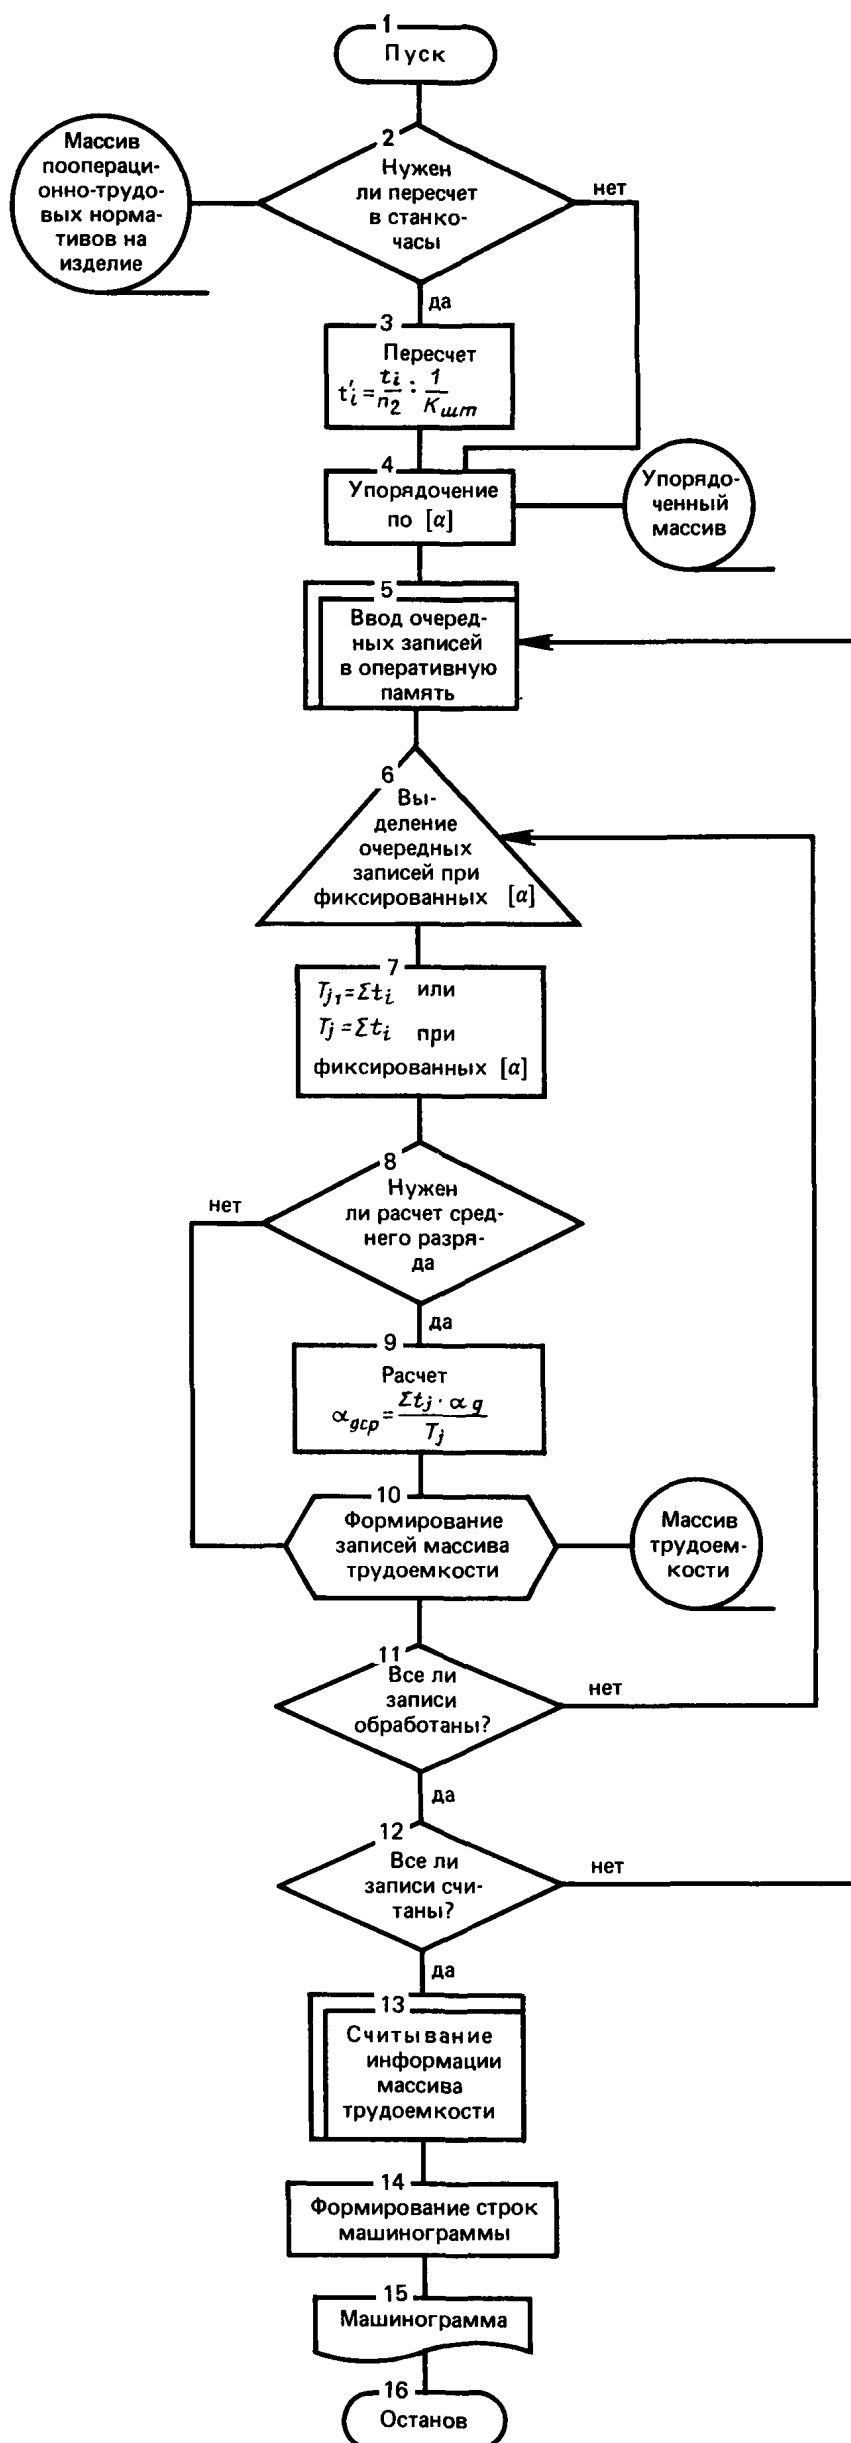 1
Пуск
Массив
поопераци-
онно-трудо-
вых норма-
тивов на
изделие
2
Нужен
ли пересчет
в станко-
часы
нет
да
3
Пересчет
t'i = ti/n2 : 1/Kшт
4
Упорядочение
по [α]
Упорядо-
ченный
массив
5
Ввод очеред-
ных записей
в оперативную
память
6
Вы-
деление
очередных
записей при
фиксированных [α]
7
Tj1=Σti или
Tj=Σti при
фиксированных [α]
8
Нужен
ли расчет сред-
него разря-
да
нет
да
9
Расчет
αgcp = Σtj · αg / Tj
10
Формирование
записей массива
трудоемкости
Массив
трудоем-
кости
11
Все ли
записи
обработаны?
нет
да
12
Все ли
записи счи-
таны?
нет
да
13
Считывание
информации
массива
трудоемкости
14
Формирование строк
машинограммы
15
Машинограмма
16
Останов